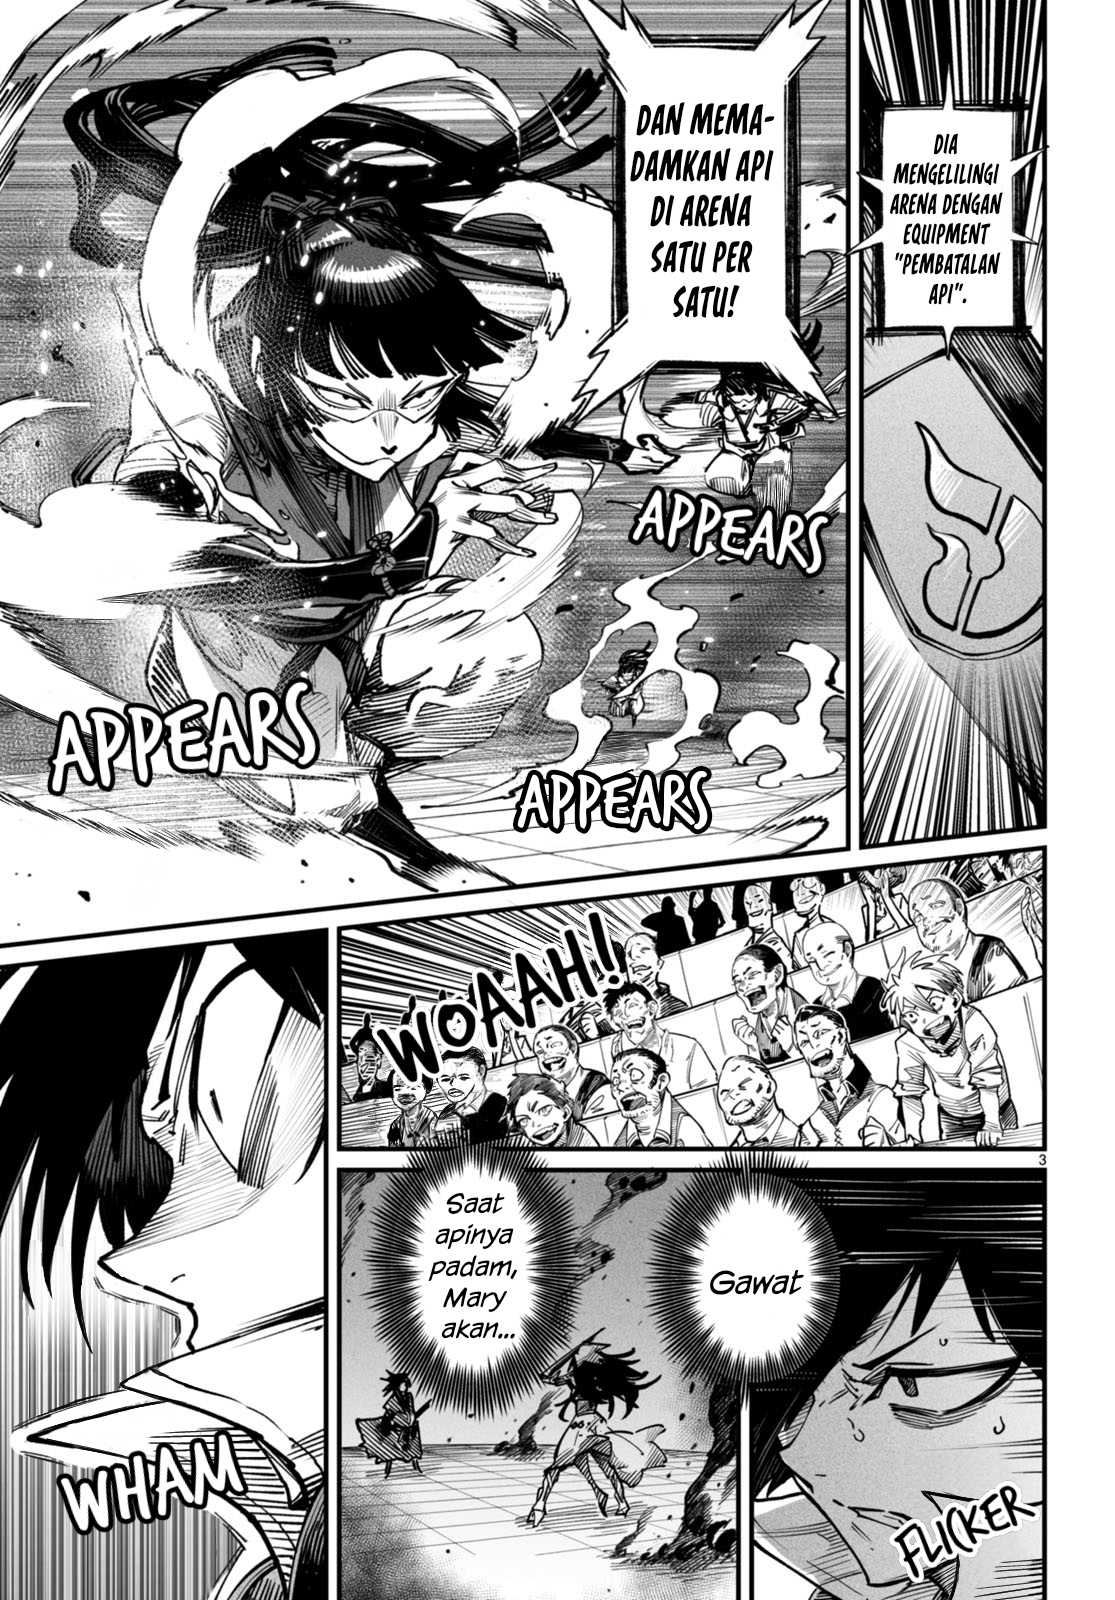 DIA
MENGELILINGI
ARENA DENGAN
EQUIPMENT
"PEMBATALAN
API".
DAN MEMA-
DAMKAN API
DI ARENA
SATU PER
SATU!
APPEARS
APPEARS
APPEARS
WOAAH!
3
Gawat
Saat
apinya
padam,
Mary
akan...
FLICKER
WHAM